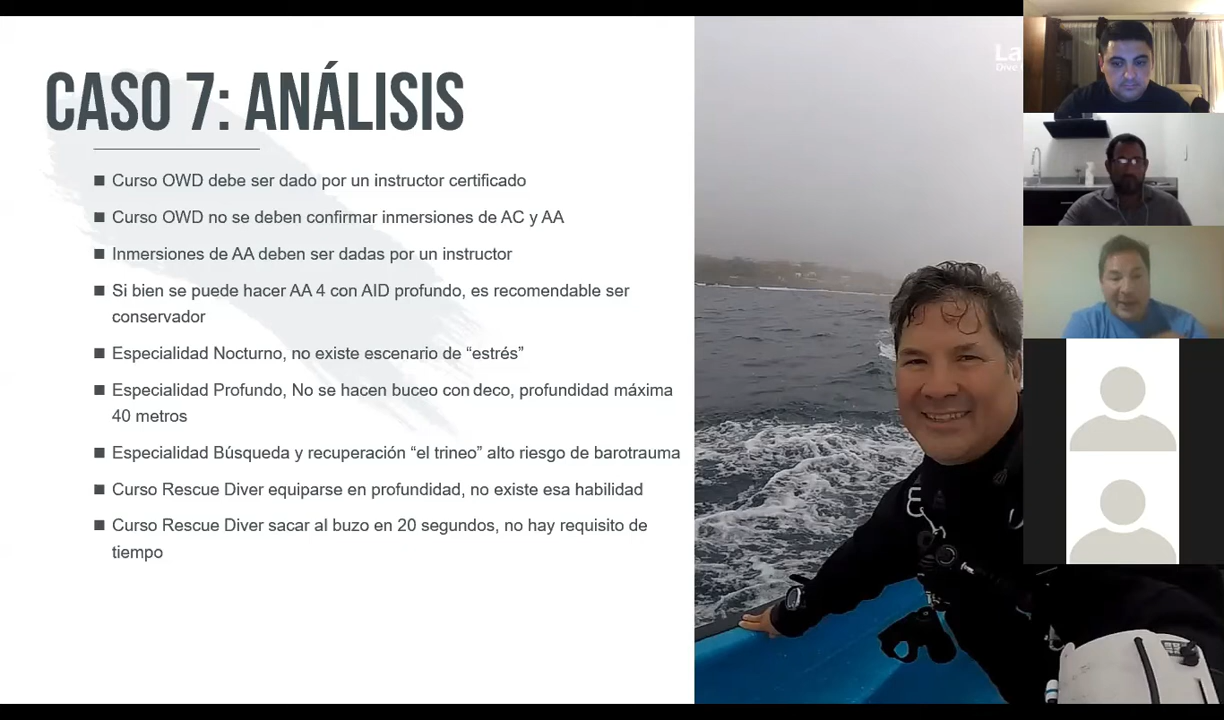 CASO 7: ANÁLISIS
Curso OWD debe ser dado por un instructor certificado
Curso OWD no se deben confirmar inmersiones de AC y AA
Inmersiones de AA deben ser dadas por un instructor
Si bien se puede hacer AA 4 con AID profundo, es recomendable ser
conservador
Especialidad Nocturno, no existe escenario de “estrés”
Especialidad Profundo, No se hacen buceo con deco, profundidad máxima
40 metros
Especialidad Búsqueda y recuperación “el trineo” alto riesgo de barotrauma
Curso Rescue Diver equiparse en profundidad, no existe esa habilidad
Curso Rescue Diver sacar al buzo en 20 segundos, no hay requisito de
tiempo